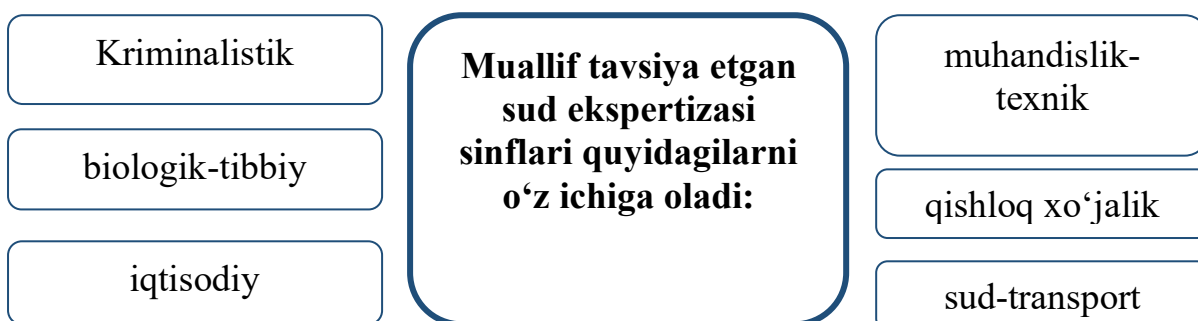 Kriminalistik
biologik-tibbiy
iqtisodiy
Muallif tavsiya etgan
sud ekspertizasi
sinflari quyidagilarni
o‘z ichiga oladi:
muhandislik-
texnik
qishloq xo‘jalik
sud-transport